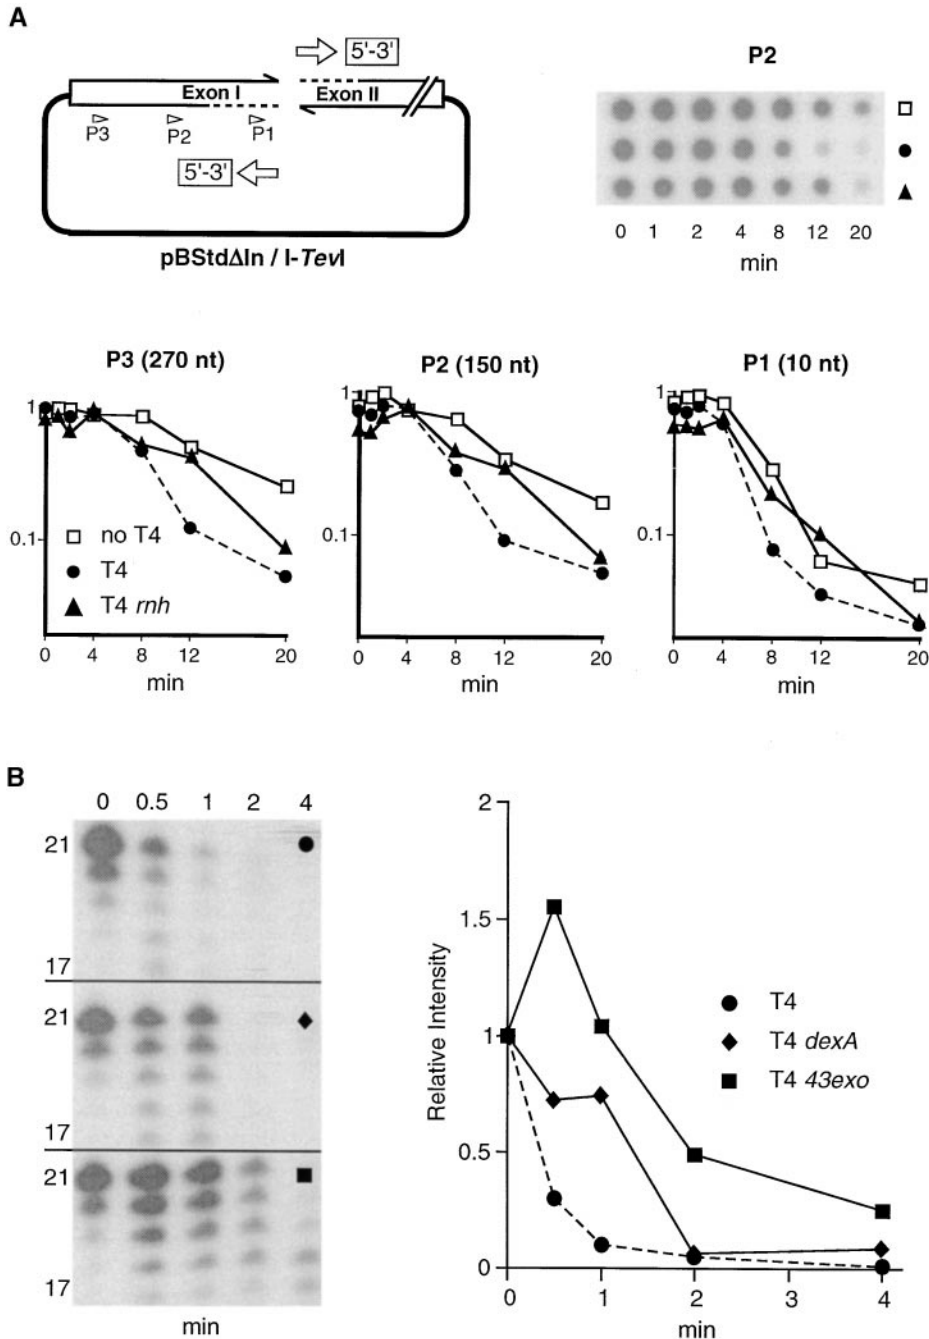 A
5'-3'
Exon I
Exon II
P3
P2
P1
5'-3'
pBStdΔIn / I-TevI
P2
0 1 2 4 8 12 20
min
P3 (270 nt)
1
0.1
no T4
T4
T4 rnh
0 4 8 12 20
min
P2 (150 nt)
1
0.1
0 4 8 12 20
min
P1 (10 nt)
1
0.1
0 4 8 12 20
min
B
0 0.5 1 2 4
21
17
21
17
21
17
min
2
1.5
1
0.5
0
Relative Intensity
T4
T4 dexA
T4 43exo
0 1 2 3 4
min